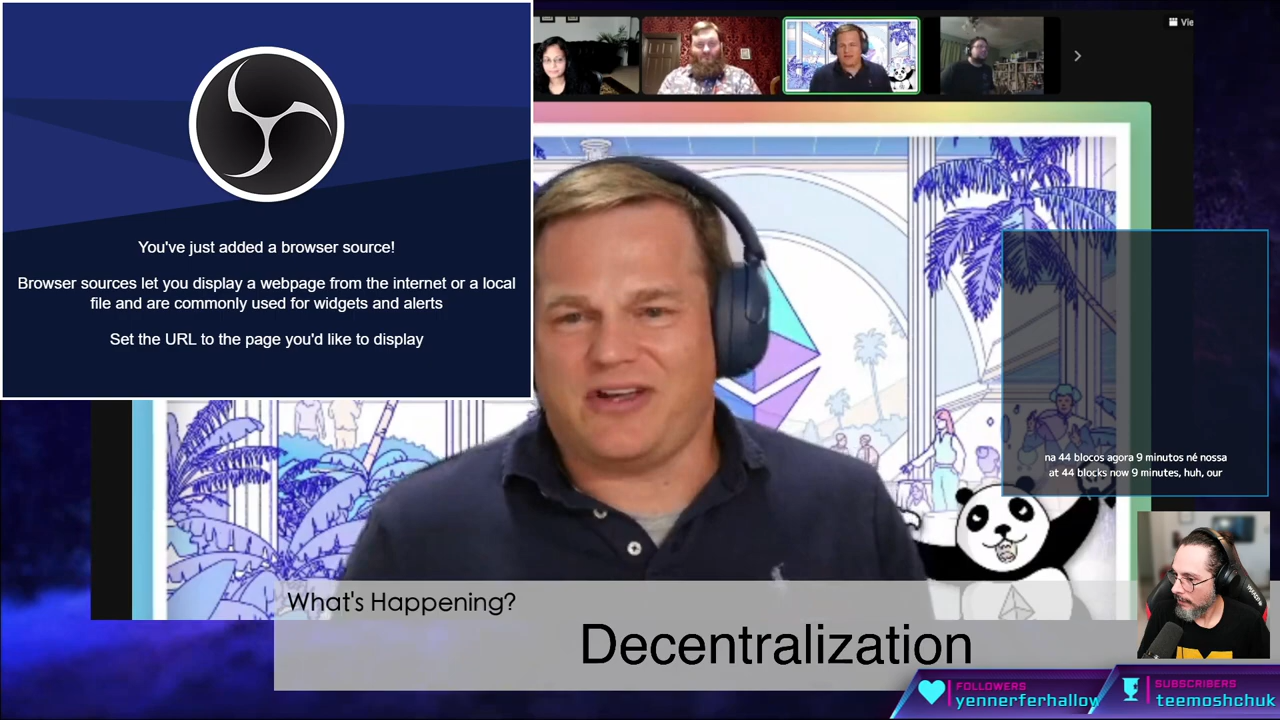 You've just added a browser source!
Browser sources let you display a webpage from the internet or a local
file and are commonly used for widgets and alerts
Set the URL to the page you'd like to display
Vie
na 44 blocos agora 9 minutos né nossa
at 44 blocks now 9 minutes, huh, our
What's Happening?
Decentralization
FOLLOWERS
yennerferhallow
SUBSCRIBERS
teemoshchuk